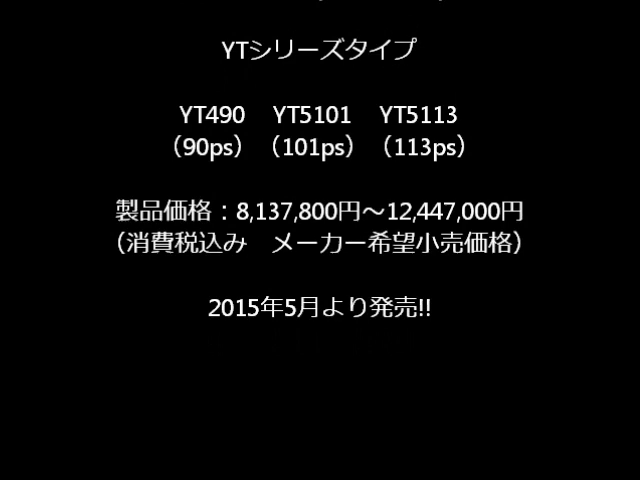 YTシリーズタイプ
YT490　YT5101　YT5113
（90ps）（101ps）（113ps）
製品価格：8,137,800円～12,447,000円
（消費税込み　メーカー希望小売価格）
2015年5月より発売!!